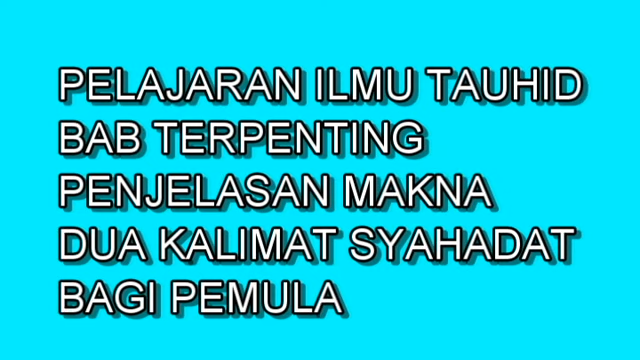 PELAJARAN ILMU TAUHID
BAB TERPENTING
PENJELASAN MAKNA
DUA KALIMAT SYAHADAT
BAGI PEMULA